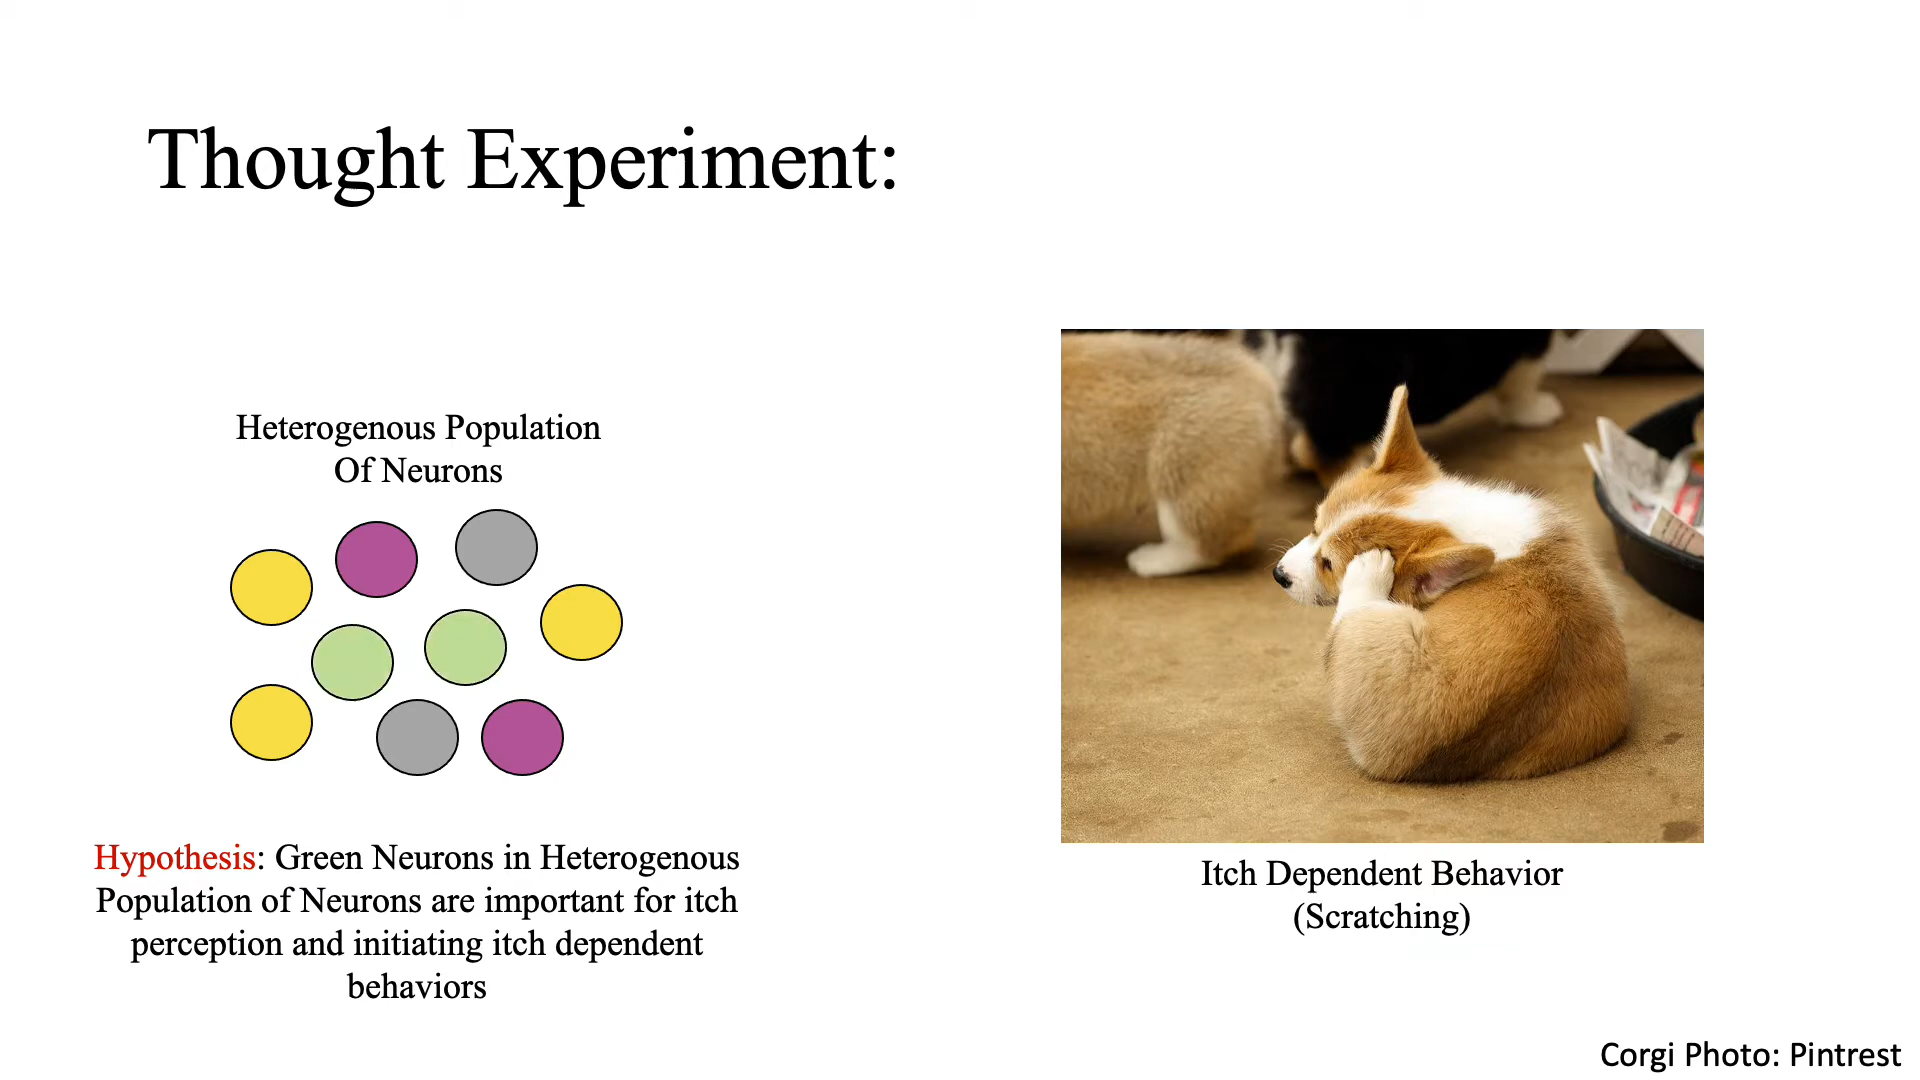 Thought Experiment:
Heterogenous Population
Of Neurons
Hypothesis: Green Neurons in Heterogenous
Population of Neurons are important for itch
perception and initiating itch dependent
behaviors
Itch Dependent Behavior
(Scratching)
Corgi Photo: Pintrest